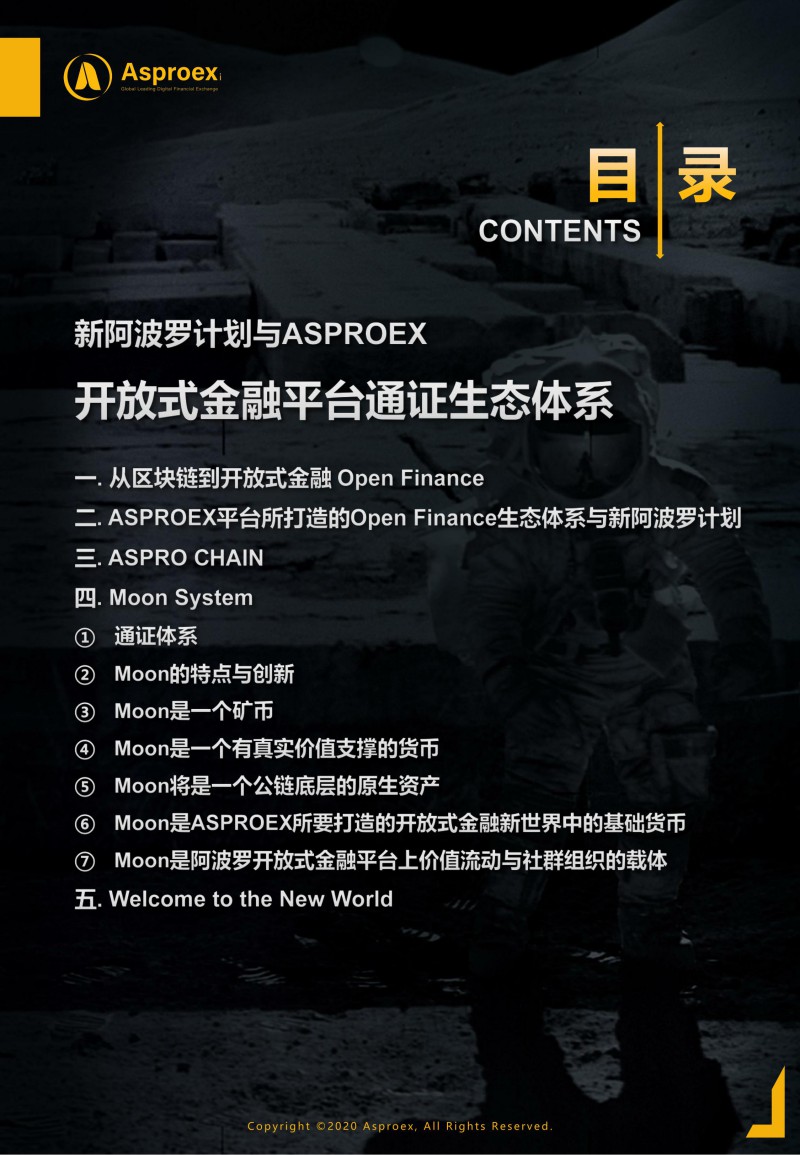 Asproex
Global Leading Digital Financial Exchange
目录
CONTENTS
新阿波罗计划与ASPROEX
开放式金融平台通证生态体系
一. 从区块链到开放式金融 Open Finance
二. ASPROEX平台所打造的Open Finance生态体系与新阿波罗计划
三. ASPRO CHAIN
四. Moon System
① 通证体系
② Moon的特点与创新
③ Moon是一个矿币
④ Moon是一个有真实价值支撑的货币
⑤ Moon将是一个公链底层的原生资产
⑥ Moon是ASPROEX所要打造的开放式金融新世界中的基础货币
⑦ Moon是阿波罗开放式金融平台上价值流动与社群组织的载体
五. Welcome to the New World
Copyright ©2020 Asproex, All Rights Reserved.